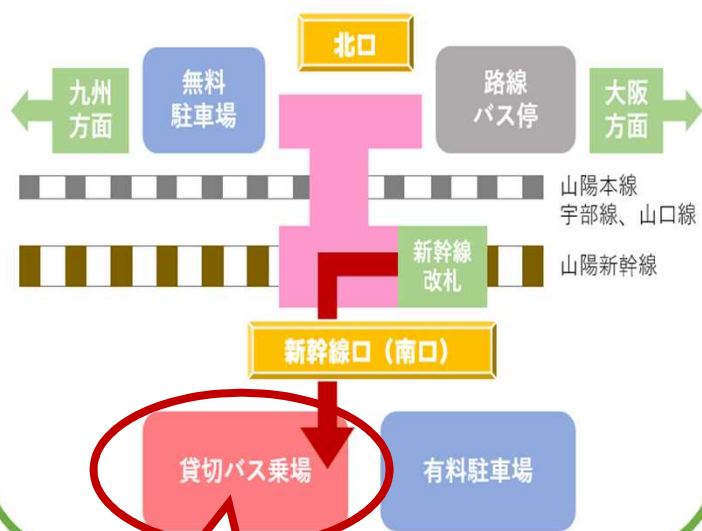 北口
九州
方面
無料
駐車場
路線
バス停
大阪
方面
山陽本線
宇部線、山口線
新幹線
改札
山陽新幹線
新幹線口（南口）
貸切バス乗場
有料駐車場